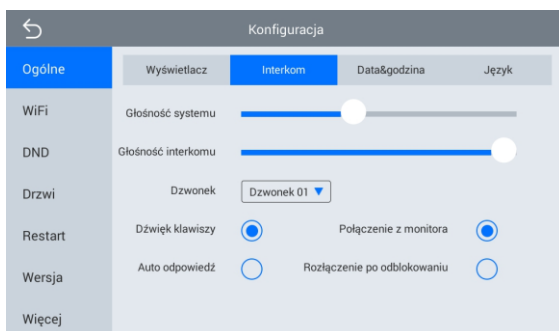 Konfiguracja
Ogólne
Wyświetlacz Interkom Data&godzina Język
WiFi
Głośność systemu
DND
Głośność interkomu
Drzwi
Dzwonek Dzwonek 01
Restart
Dźwięk klawiszy Połączenie z monitora
Wersja
Auto odpowiedź Rozłączenie po odblokowaniu
Więcej